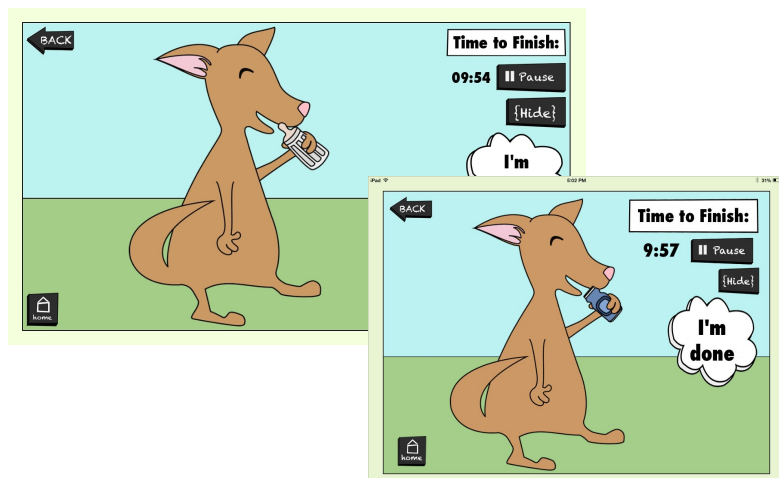 BACK
Time to Finish:
09:54
Pause
{Hide}
I'm
home
iPad
5:02 PM
31%
BACK
Time to Finish:
9:57
Pause
{Hide}
I'm
done
home